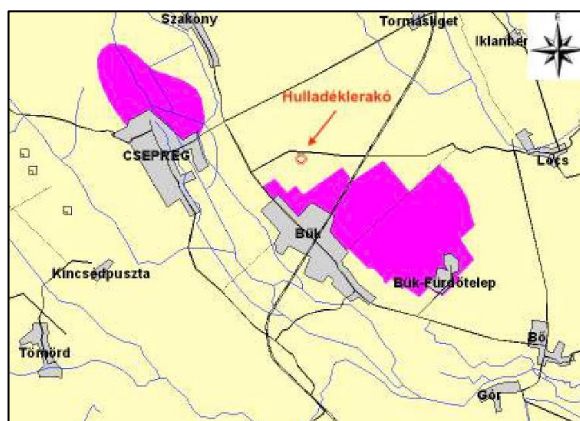 Szakony
Tormásliget
É
Iklanber
Hulladéklerakó
CSEPREG
Lócs
Bük
Kincsédpuszta
Bük-Fürdőtelep
Tömörd
Bő
Gór